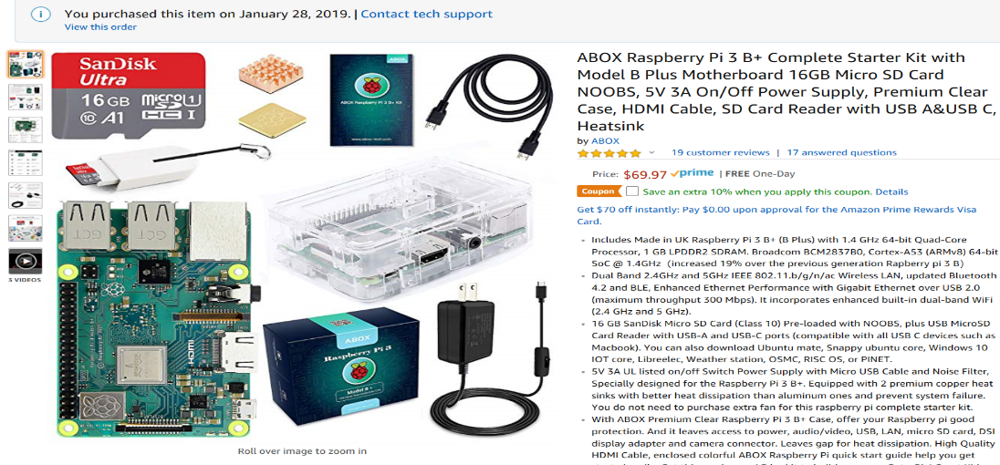 You purchased this item on January 28, 2019. | Contact tech support
View this order
ABOX Raspberry Pi 3 B+ Complete Starter Kit with
Model B Plus Motherboard 16GB Micro SD Card
NOOBS, 5V 3A On/Off Power Supply, Premium Clear
Case, HDMI Cable, SD Card Reader with USB A&USB C,
Heatsink
by ABOX
19 customer reviews | 17 answered questions
Price: $69.97 prime | FREE One-Day
Coupon Save an extra 10% when you apply this coupon. Details
Get $70 off instantly: Pay $0.00 upon approval for the Amazon Prime Rewards Visa
Card.
Includes Made in UK Raspberry Pi 3 B+ (B Plus) with 1.4 GHz 64-bit Quad-Core
Processor, 1 GB LPDDR2 SDRAM. Broadcom BCM2837B0, Cortex-A53 (ARMv8) 64-bit
SoC @ 1.4GHz (increased 19% over the previous generation Rapberry pi 3 B)
Dual Band 2.4GHz and 5GHz IEEE 802.11.b/g/n/ac Wireless LAN, updated Bluetooth
4.2 and BLE, Enhanced Ethernet Performance with Gigabit Ethernet over USB 2.0
(maximum throughput 300 Mbps). It incorporates enhanced built-in dual-band WiFi
(2.4 GHz and 5 GHz).
16 GB SanDisk Micro SD Card (Class 10) Pre-loaded with NOOBS, plus USB MicroSD
Card Reader with USB-A and USB-C ports (compatible with all USB C devices such as
Macbook). You can also download Ubuntu mate, Snappy ubuntu core, Windows 10
IOT core, Libreelec, Weather station, OSMC, RISC OS, or PINET.
5V 3A UL listed on/off Switch Power Supply with Micro USB Cable and Noise Filter,
Specially designed for the Raspberry Pi 3 B+. Equipped with 2 premium copper heat
sinks with better heat dissipation than aluminum ones and prevent system failure.
You do not need to purchase extra fan for this raspberry pi complete starter kit.
With ABOX Premium Clear Raspberry Pi 3 B+ Case, offer your Raspberry pi good
protection. And it leaves access to power, audio/video, USB, LAN, micro SD card, DSI
display adapter and camera connector. Leaves gap for heat dissipation. High Quality
HDMI Cable, enclosed colorful ABOX Raspberry Pi quick start guide help you get
3 VIDEOS
SanDisk
Ultra
16 GB micro
10 A1 HC I
ABOX
ABOX Raspberry Pi 3 B+ Kit
www.abox-tech.com
GCT
GCT
HDMI
ABOX
Raspberry Pi 3
Model B+
Roll over image to zoom in